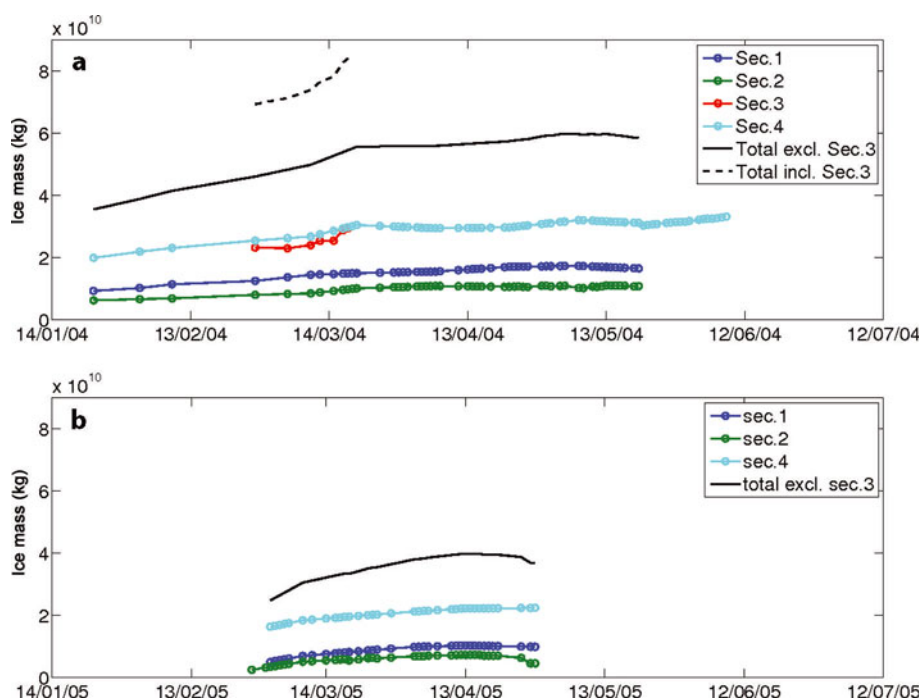 x 10^10
a
8
6
4
2
0
Ice mass (kg)
Sec.1
Sec.2
Sec.3
Sec.4
Total excl. Sec.3
Total incl. Sec.3
14/01/04 13/02/04 14/03/04 13/04/04 13/05/04 12/06/04 12/07/04
x 10^10
b
8
6
4
2
0
Ice mass (kg)
sec.1
sec.2
sec.4
total excl. sec.3
14/01/05 13/02/05 14/03/05 13/04/05 13/05/05 12/06/05 12/07/05